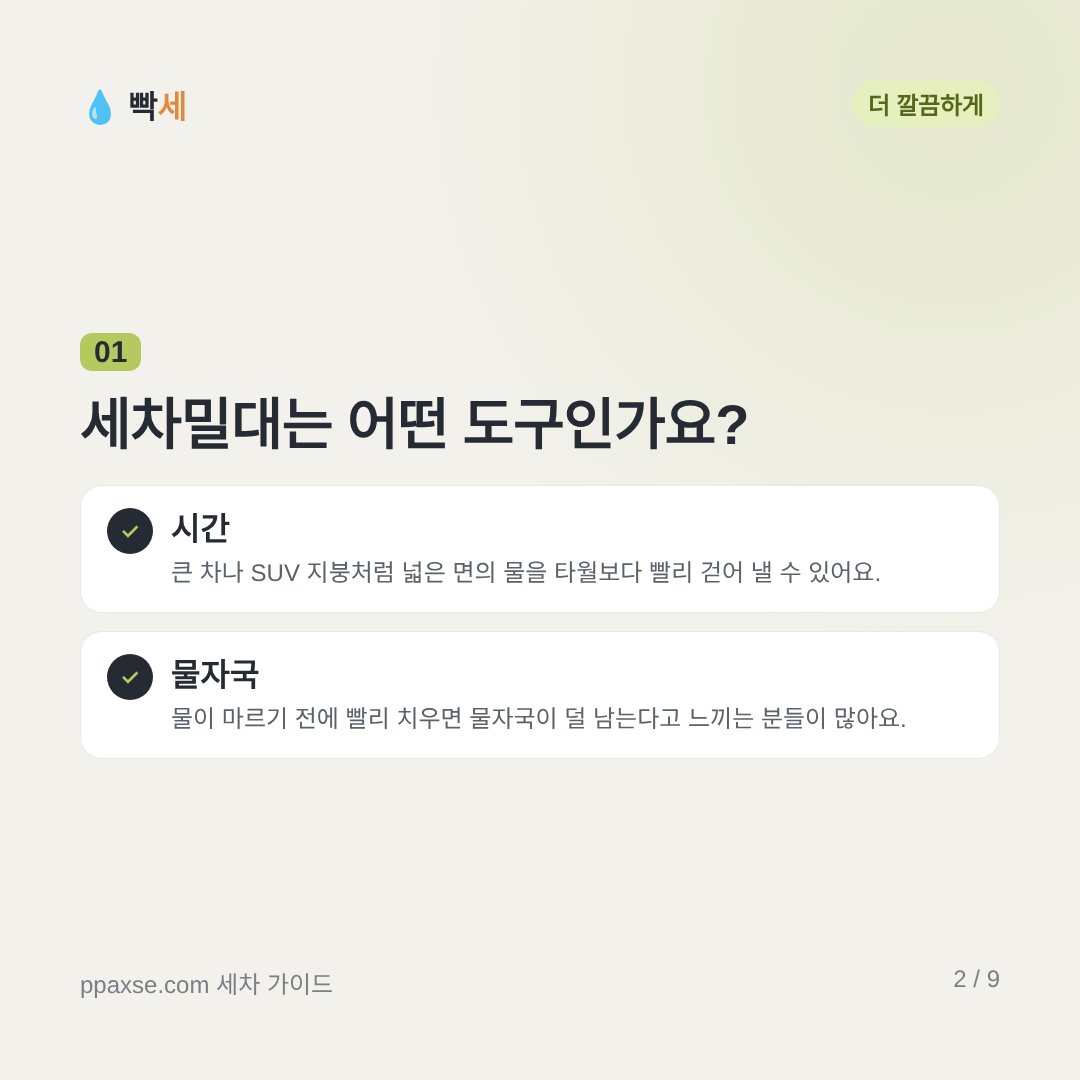 빡세
더 깔끔하게
01
세차밀대는 어떤 도구인가요?
시간
큰 차나 SUV 지붕처럼 넓은 면의 물을 타월보다 빨리 걷어 낼 수 있어요.
물자국
물이 마르기 전에 빨리 치우면 물자국이 덜 남는다고 느끼는 분들이 많아요.
ppaxse.com 세차 가이드
2 / 9